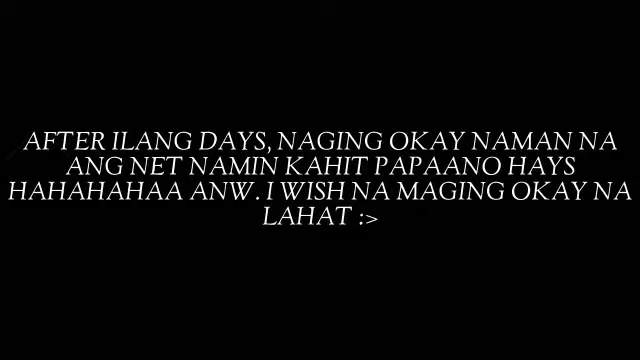 AFTER ILANG DAYS, NAGING OKAY NAMAN NA
ANG NET NAMIN KAHIT PAPAANO HAYS
HAHAHAHAA ANW. I WISH NA MAGING OKAY NA
LAHAT :>